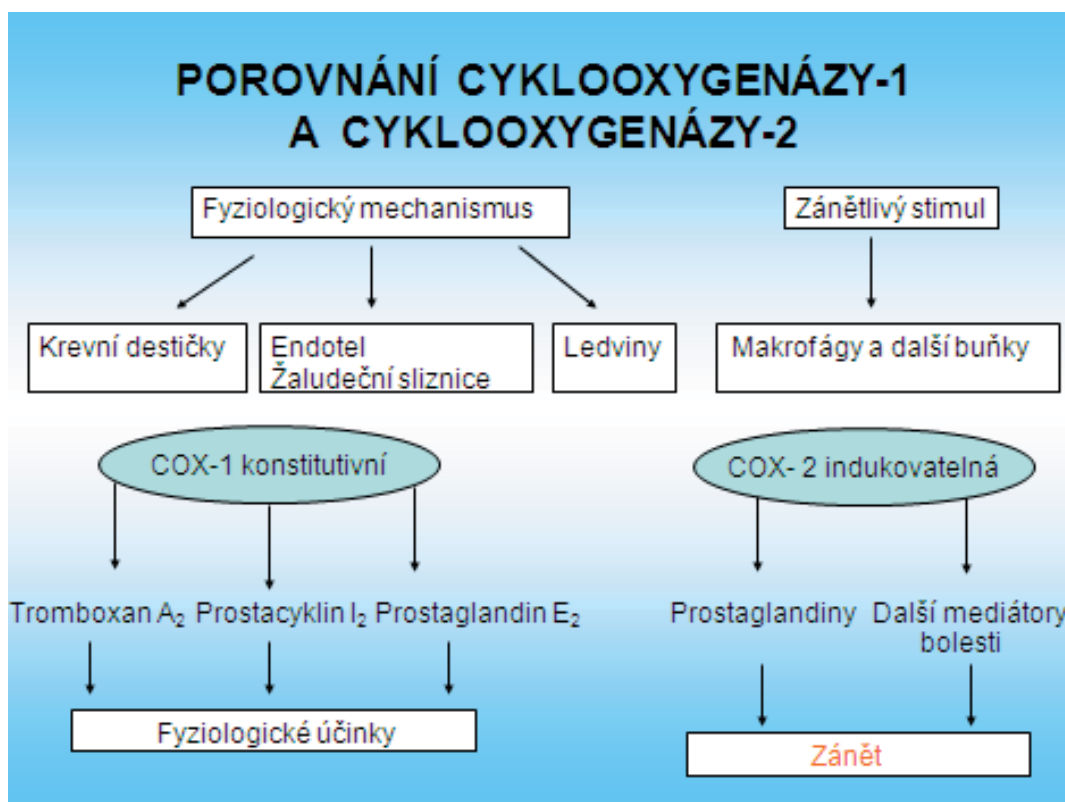 POROVNÁNÍ CYKLOOXYGENÁZY-1
A CYKLOOXYGENÁZY-2
Fyziologický mechanismus
Zánětlivý stimul
Krevní destičky
Endotel
Žaludeční sliznice
Ledviny
Makrofágy a další buňky
COX-1 konstitutivní
COX- 2 indukovatelná
Tromboxan A₂
Prostacyklin I₂
Prostaglandin E₂
Prostaglandiny
Další mediátory
bolesti
Fyziologické účinky
Zánět